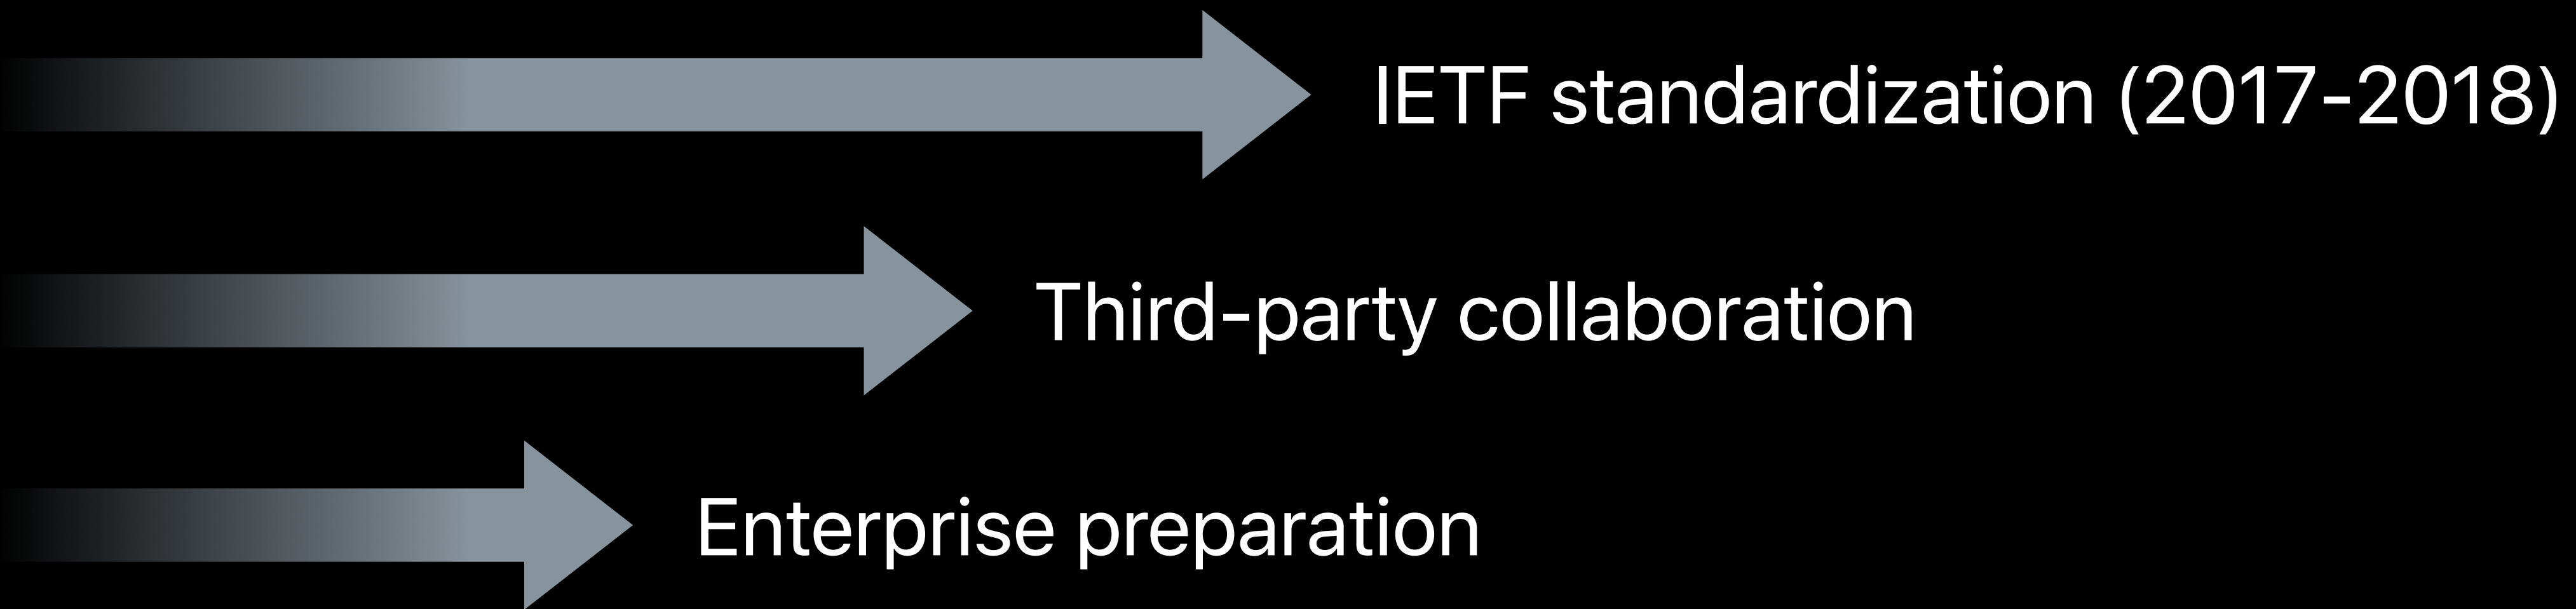 IETF standardization (2017-2018)
Third-party collaboration
Enterprise preparation